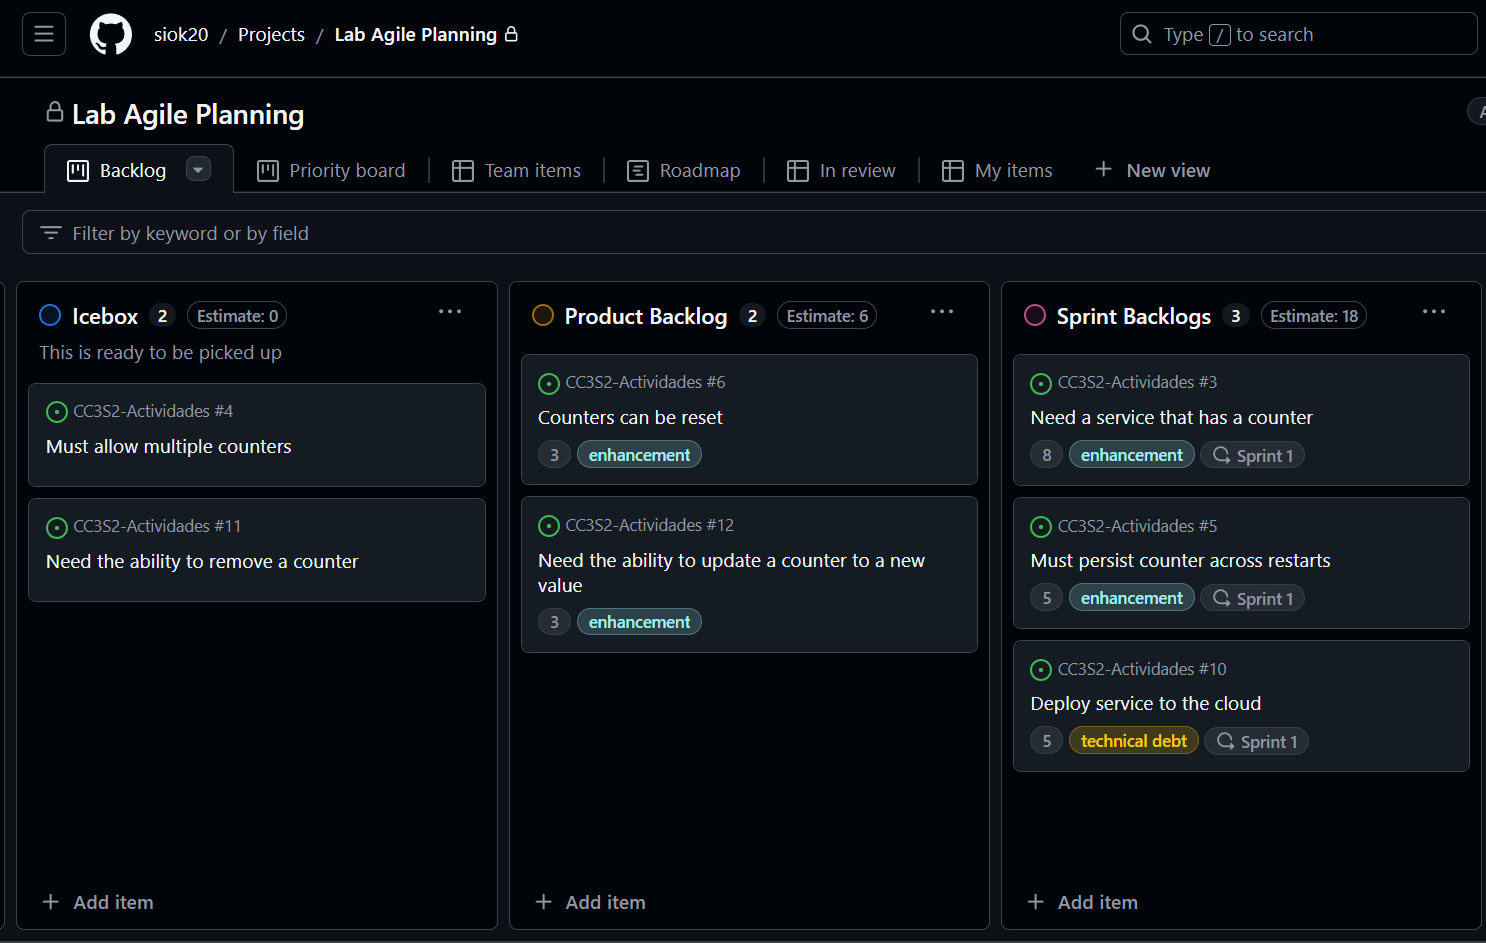 siok20 / Projects / Lab Agile Planning
Type / to search
Lab Agile Planning
Backlog
Priority board
Team items
Roadmap
In review
My items
New view
Filter by keyword or by field
Icebox 2 Estimate: 0
This is ready to be picked up
CC3S2-Actividades #4
Must allow multiple counters
CC3S2-Actividades #11
Need the ability to remove a counter
Add item
Product Backlog 2 Estimate: 6
CC3S2-Actividades #6
Counters can be reset
3 enhancement
CC3S2-Actividades #12
Need the ability to update a counter to a new
value
3 enhancement
Add item
Sprint Backlogs 3 Estimate: 18
CC3S2-Actividades #3
Need a service that has a counter
8 enhancement Sprint 1
CC3S2-Actividades #5
Must persist counter across restarts
5 enhancement Sprint 1
CC3S2-Actividades #10
Deploy service to the cloud
5 technical debt Sprint 1
Add item